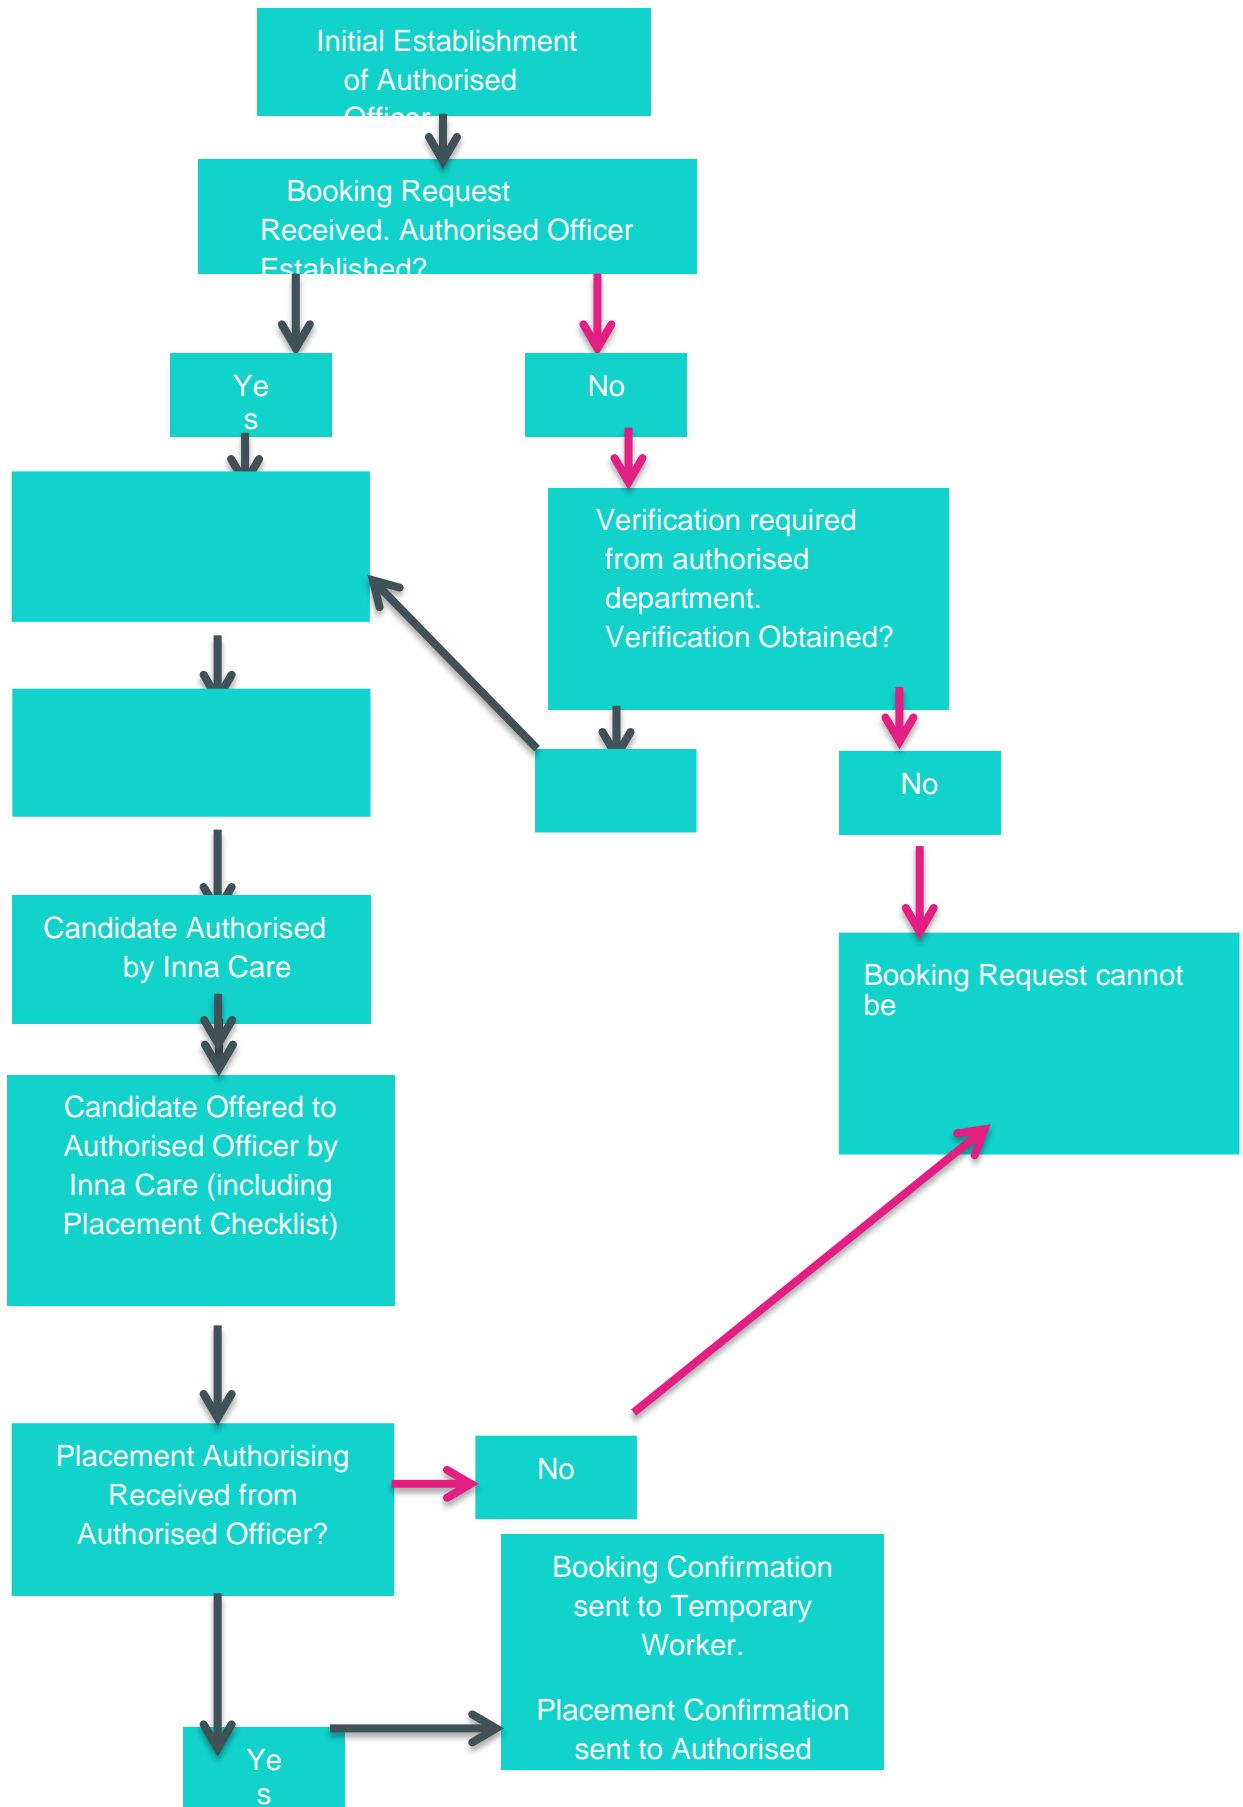 Initial Establishment
of Authorised
Officer
Booking Request
Received. Authorised Officer
Established?
Ye
s
No
Verification required
from authorised
department.
Verification Obtained?
No
Candidate Authorised
by Inna Care
Booking Request cannot
be
Candidate Offered to
Authorised Officer by
Inna Care (including
Placement Checklist)
Placement Authorising
Received from
Authorised Officer?
No
Booking Confirmation
sent to Temporary
Worker.
Placement Confirmation
sent to Authorised
Ye
s